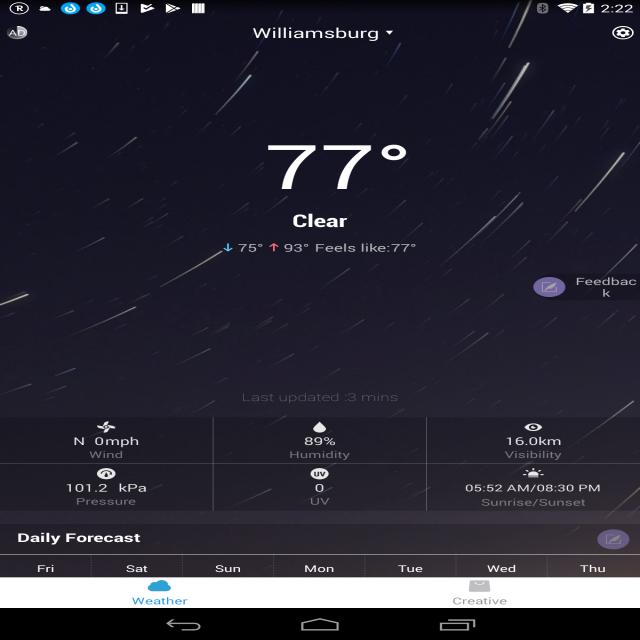 R 2:22
AD Williamsburg
77°
Clear
75° 93° Feels like:77°
Feedbac
k
Last updated :3 mins
N 0mph 89% 16.0km
Wind Humidity Visibility
UV
101.2 kPa 0 05:52 AM/08:30 PM
Pressure UV Sunrise/Sunset
Daily Forecast
Fri Sat Sun Mon Tue Wed Thu
Weather Creative